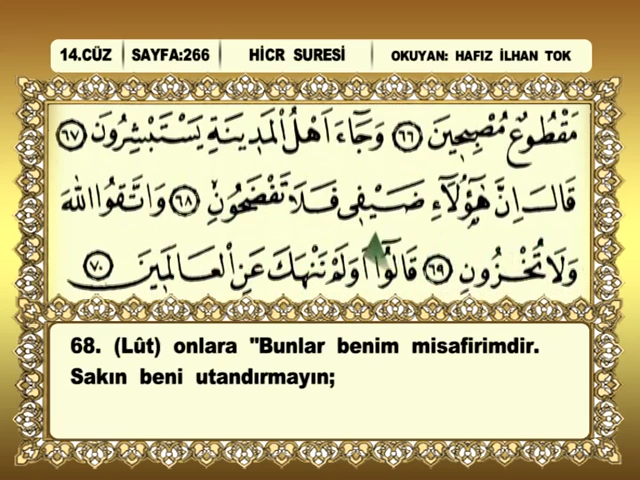 14.CÜZ SAYFA:266 HİCR SURESİ OKUYAN: HAFIZ İLHAN TOK
مَقْطُوعٌ مُصْبِحٖينَ ﴿٦٦﴾ وَجَٓاءَ اَهْلُ الْمَدٖينَةِ يَسْتَبْشِرُونَ ﴿٦٧﴾
قَالَ اِنَّ هٰٓؤُلَٓاءِ ضَيْفٖى فَلَا تَفْضَحُونِ ﴿٦٨﴾ وَاتَّقُوا اللّٰهَ
وَلَا تُخْزُونِ ﴿٦٩﴾ قَالُٓوا اَوَلَمْ نَنْهَكَ عَنِ الْعَالَمٖينَ ﴿٧٠﴾
68. (Lût) onlara "Bunlar benim misafirimdir.
Sakın beni utandırmayın;